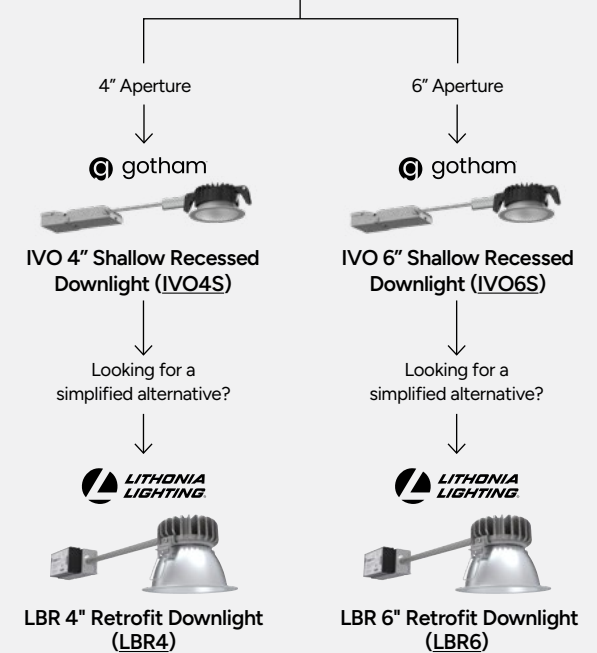 4” Aperture
gotham
IVO 4” Shallow Recessed
Downlight (IVO4S)
Looking for a
simplified alternative?
LITHONIA
LIGHTING.
LBR 4" Retrofit Downlight
(LBR4)
6” Aperture
gotham
IVO 6” Shallow Recessed
Downlight (IVO6S)
Looking for a
simplified alternative?
LITHONIA
LIGHTING.
LBR 6" Retrofit Downlight
(LBR6)